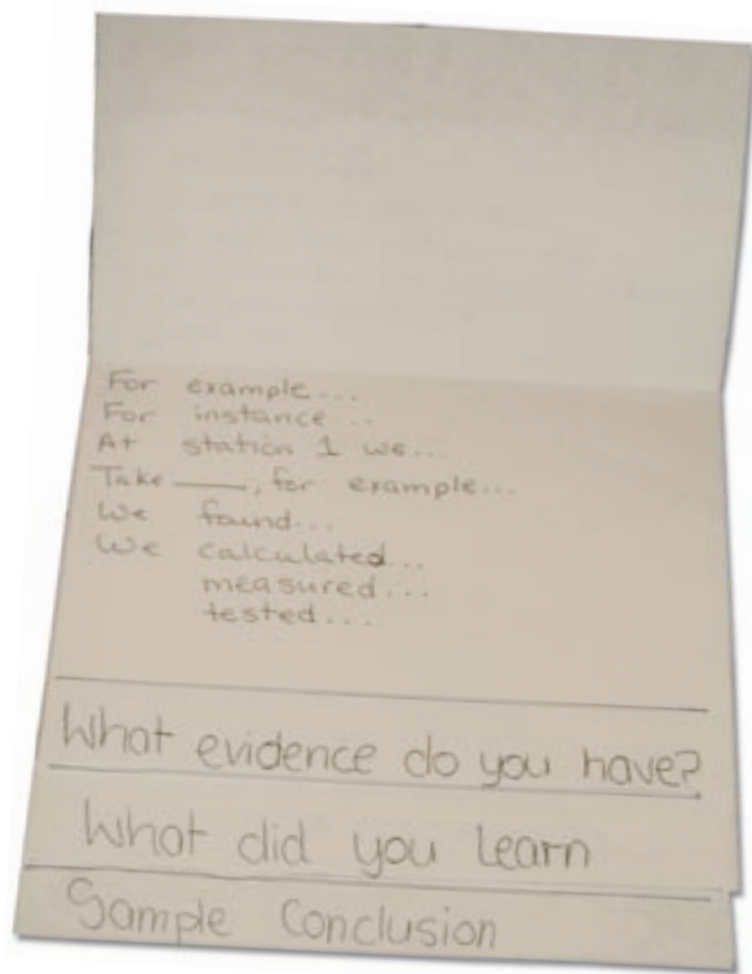 For example...
For instance...
At station 1 we...
Take ____, for example...
We found...
We calculated...
measured...
tested...
What evidence do you have?
What did you learn
Sample Conclusion